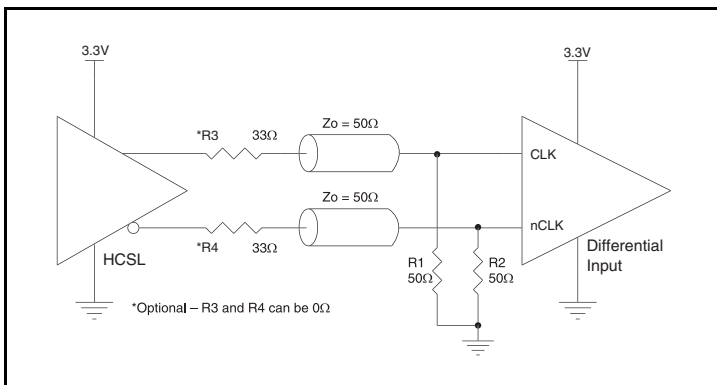 3.3V
3.3V
*R3 33Ω
Zo = 50Ω
CLK
Zo = 50Ω
nCLK
*R4 33Ω
HCSL
R1
50Ω
R2
50Ω
Differential
Input
*Optional – R3 and R4 can be 0Ω